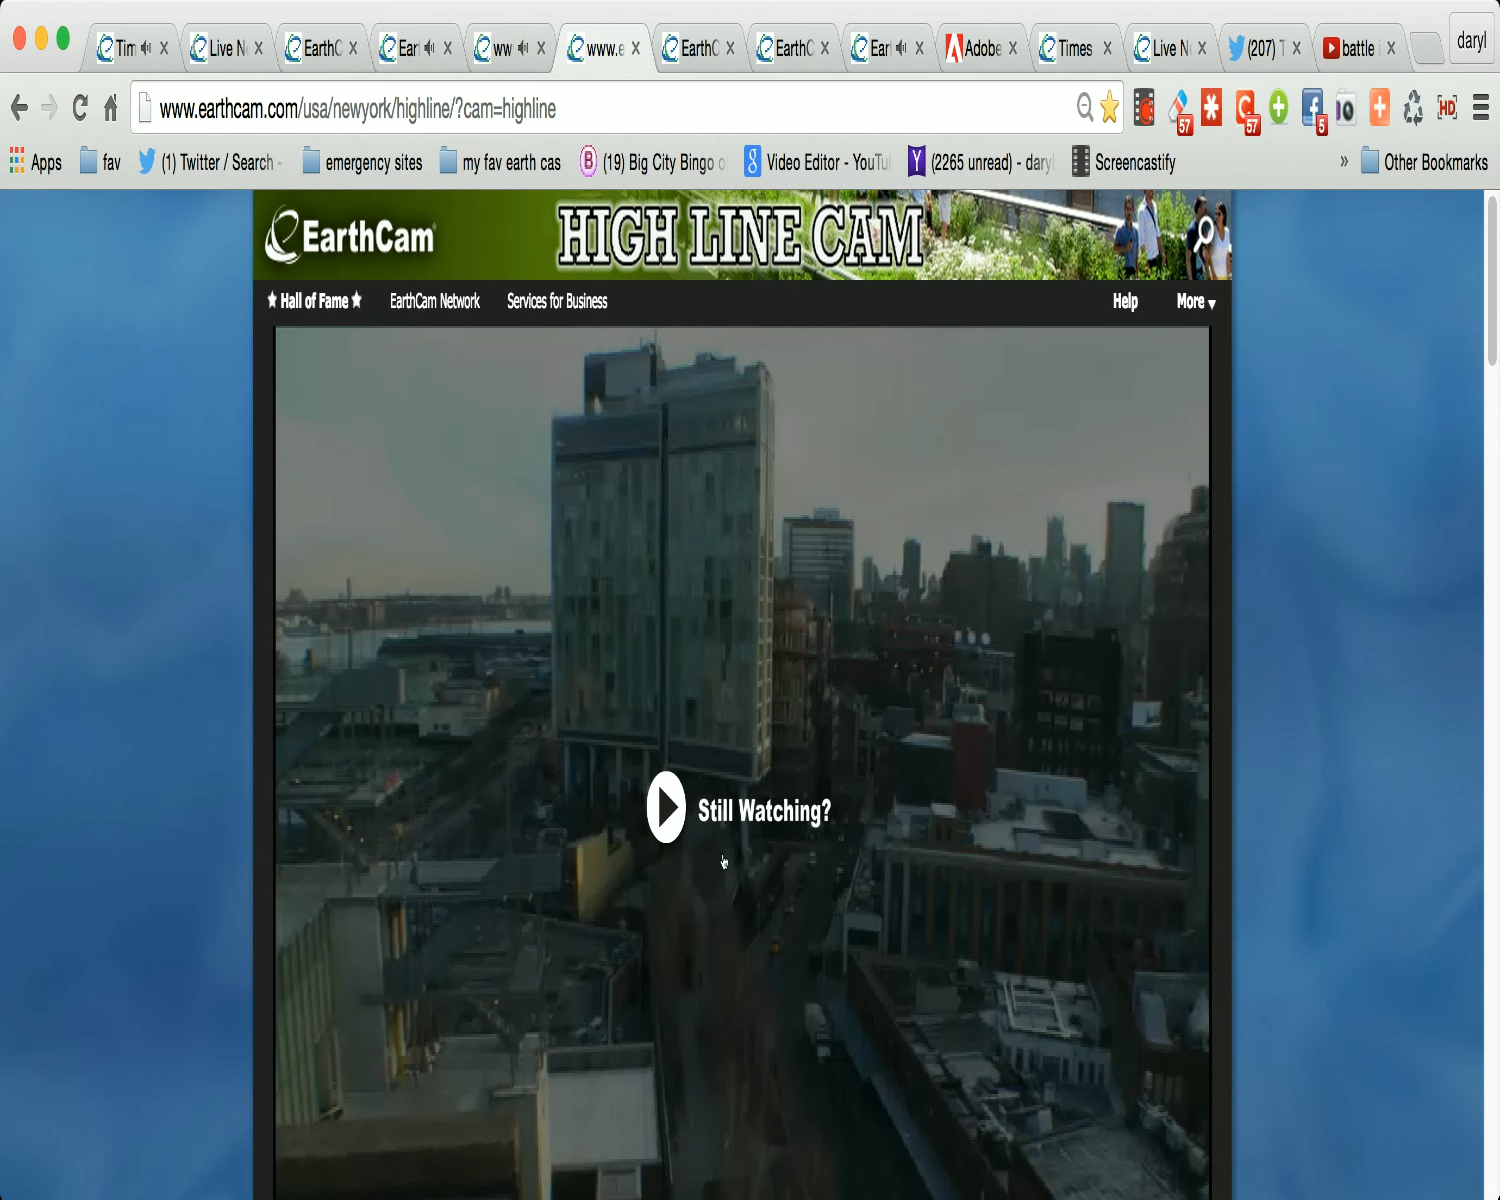 Tim
Live N
EarthC
Ear
ww
www.e
EarthC
EarthC
Ear
Adobe
Times
Live N
(207) T
battle
daryl
www.earthcam.com/usa/newyork/highline/?cam=highline
57
57
5
HD
Apps
fav
(1) Twitter / Search -
emergency sites
my fav earth cas
B
(19) Big City Bingo o
g
Video Editor - YouTu
Y
(2265 unread) - dary
Screencastify
»
Other Bookmarks
EarthCam
HIGH LINE CAM
Hall of Fame
EarthCam Network
Services for Business
Help
More
Still Watching?